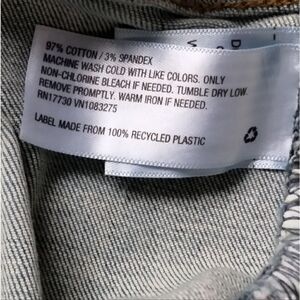 97% COTTON / 3% SPANDEX
MACHINE WASH COLD WITH LIKE COLORS. ONLY
NON-CHLORINE BLEACH IF NEEDED. TUMBLE DRY LOW.
REMOVE PROMPTLY. WARM IRON IF NEEDED.
RN17730 VN1083275
LABEL MADE FROM 100% RECYCLED PLASTIC